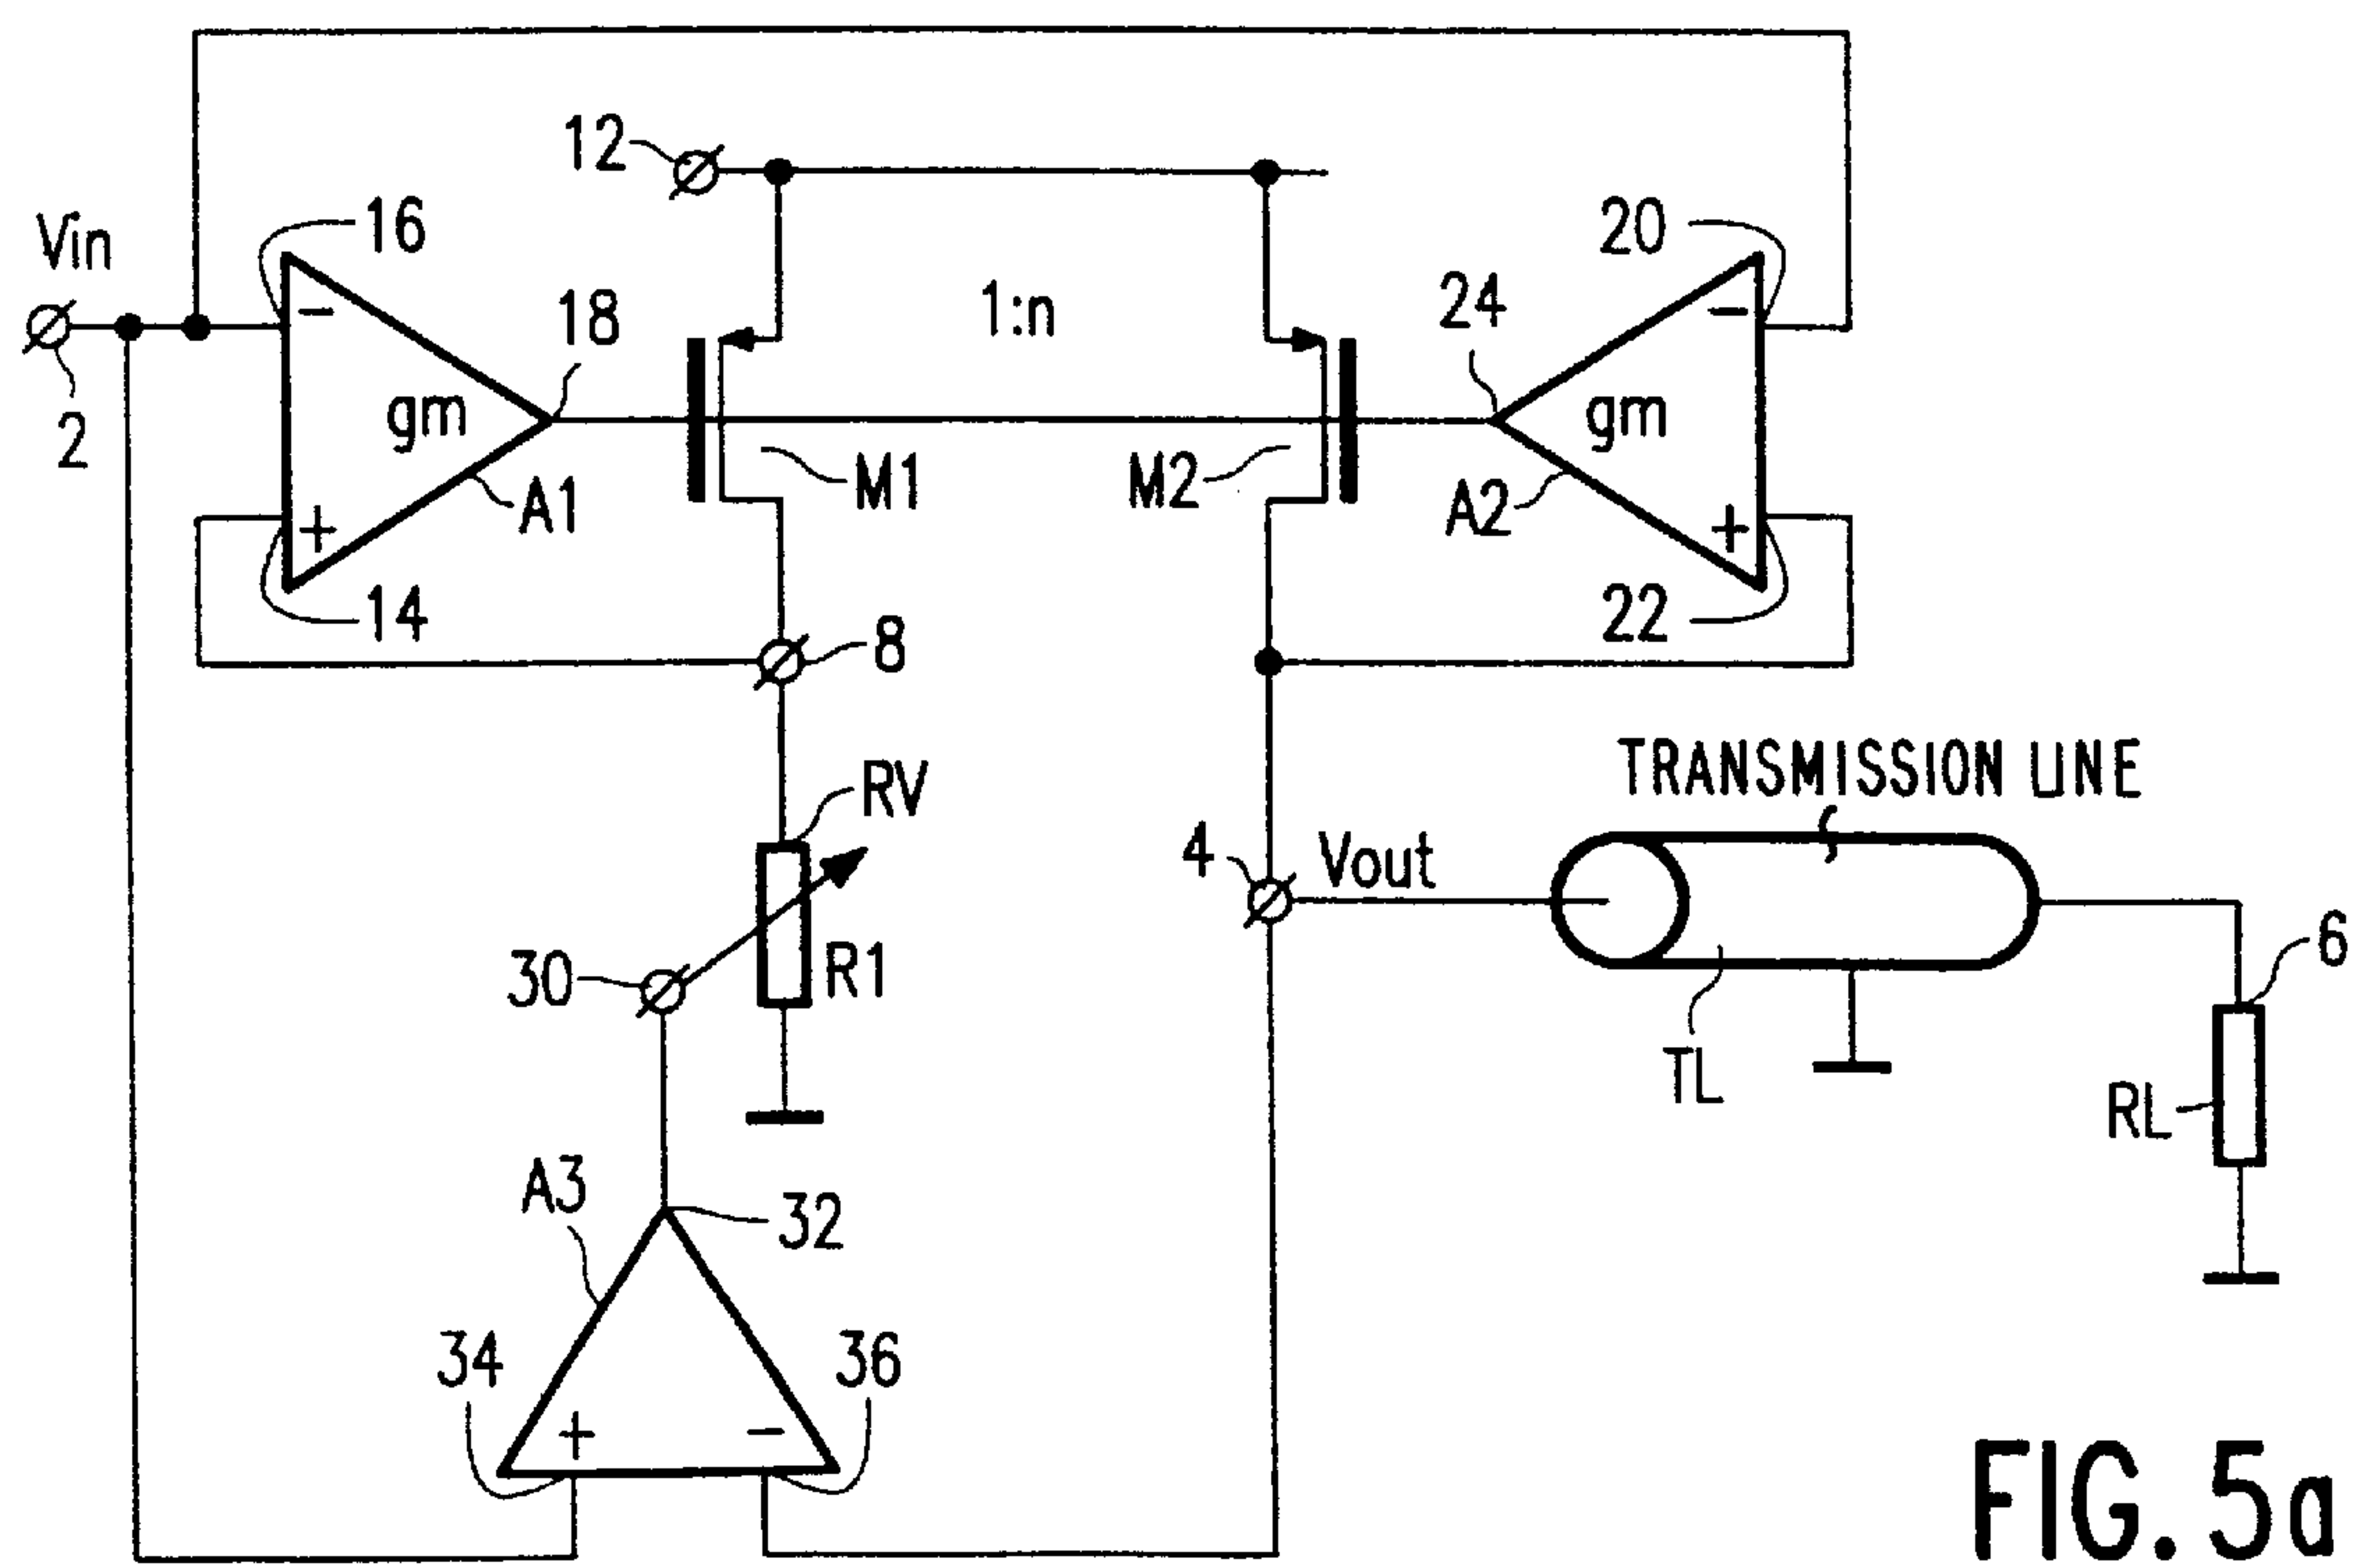 12
Vin
16
20
18
1:n
24
-
-
gm
gm
2
M1
M2
A1
A2
+
+
14
22
8
RV
TRANSMISSION LINE
4
Vout
6
30
R1
TL
RL
A3
32
34
36
+
-
FIG. 5a